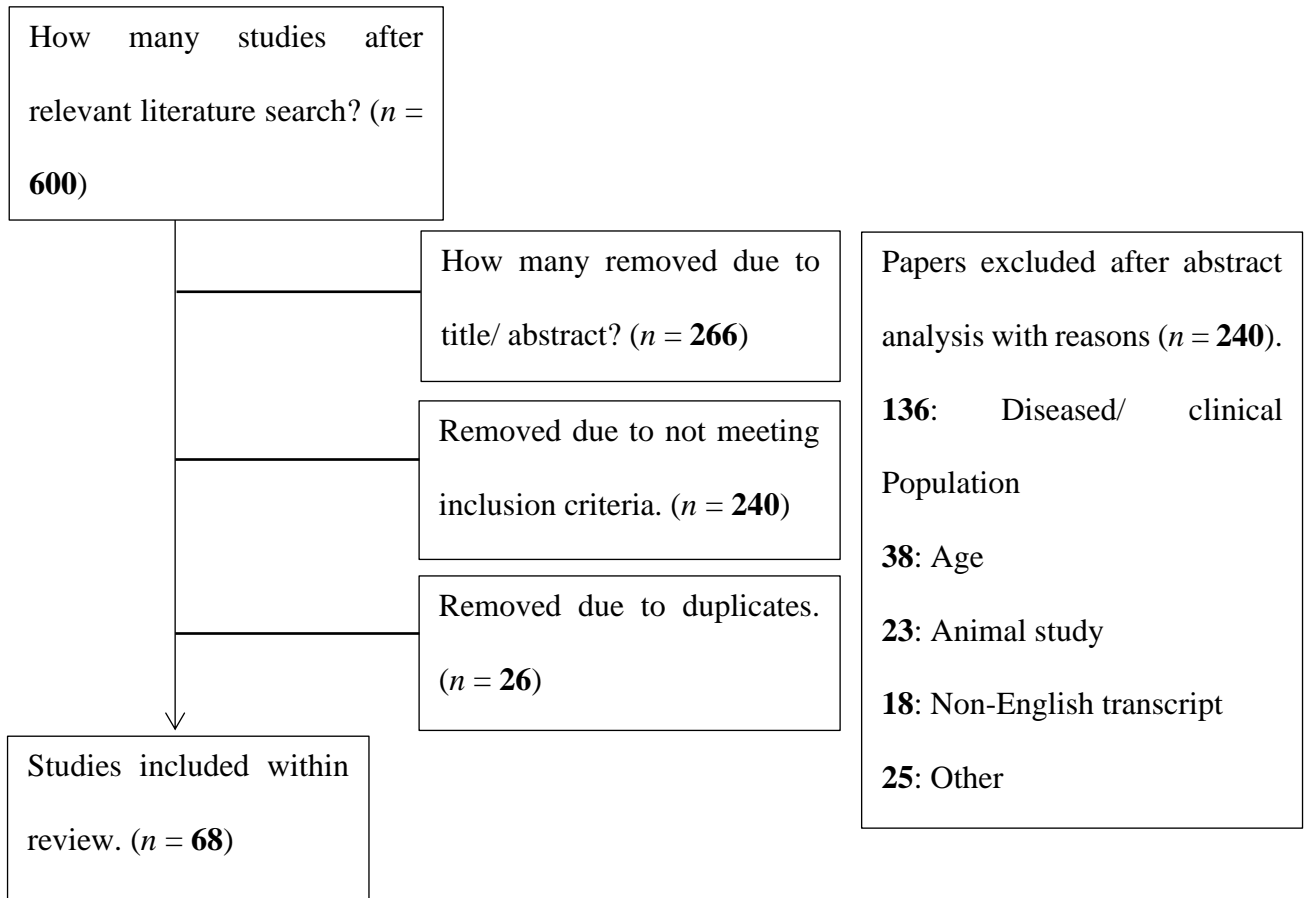 How many studies after
relevant literature search? (n =
600)
How many removed due to
title/ abstract? (n = 266)
Removed due to not meeting
inclusion criteria. (n = 240)
Removed due to duplicates.
(n = 26)
Papers excluded after abstract
analysis with reasons (n = 240).
136: Diseased/ clinical
Population
38: Age
23: Animal study
18: Non-English transcript
25: Other
Studies included within
review. (n = 68)